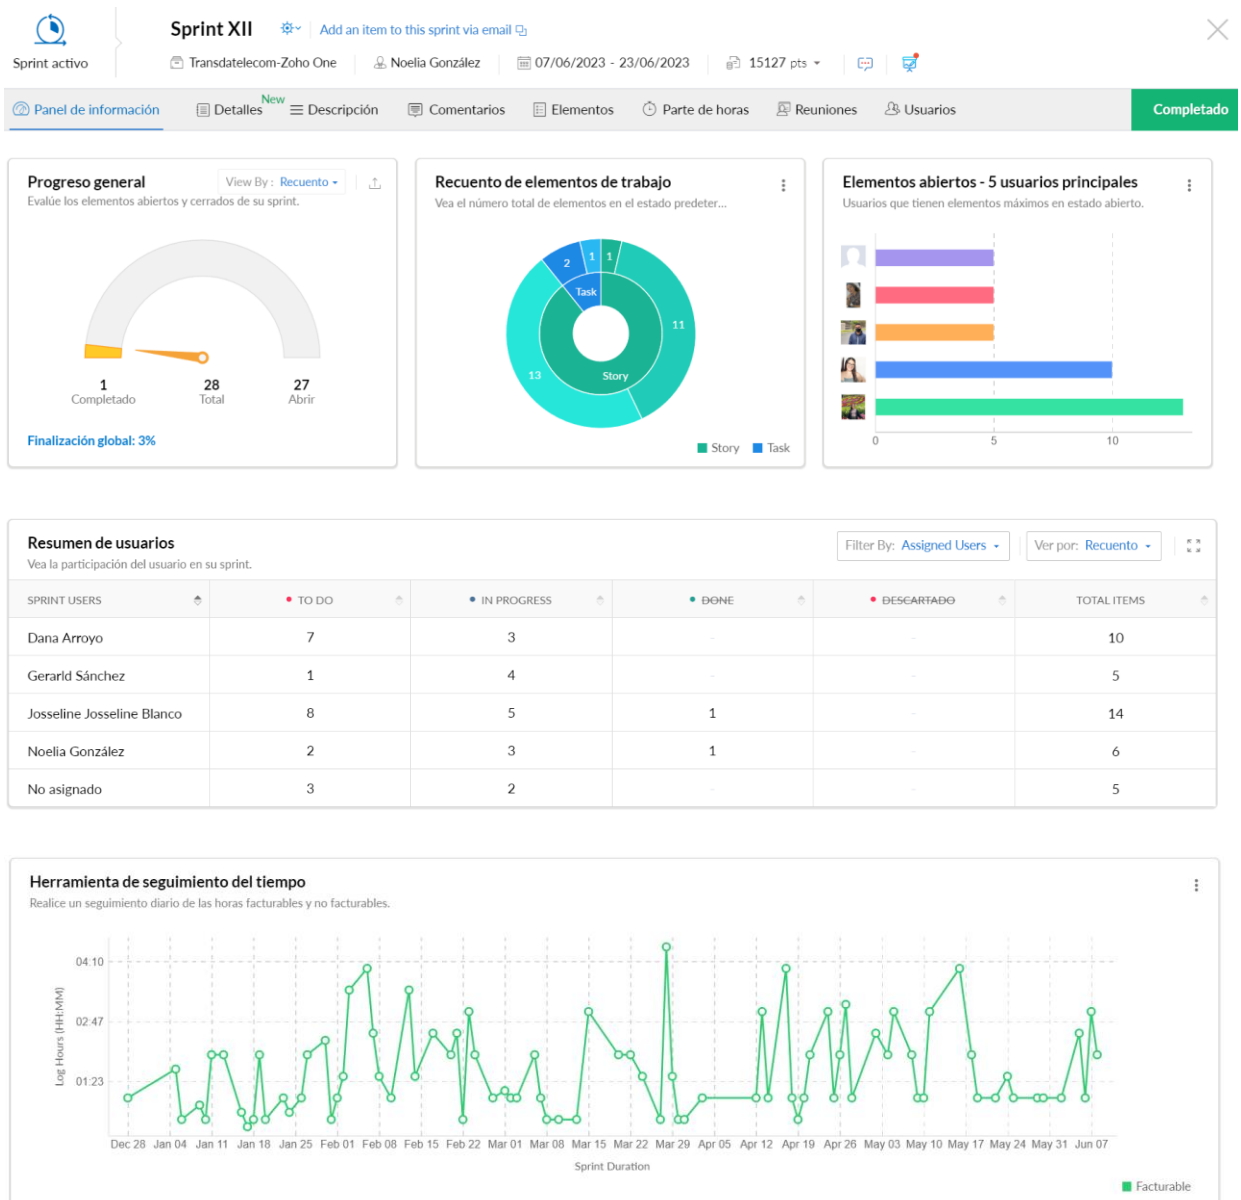 Sprint activo
Sprint XII
Add an item to this sprint via email
Transdatelecom-Zoho One
Noelia González
07/06/2023 - 23/06/2023
15127 pts
Panel de información
Detalles
New
Descripción
Comentarios
Elementos
Parte de horas
Reuniones
Usuarios
Completado
Progreso general
View By : Recuento
Evalúe los elementos abiertos y cerrados de su sprint.
1
Completado
28
Total
27
Abrir
Finalización global: 3%
Recuento de elementos de trabajo
Vea el número total de elementos en el estado predeter...
2
1
1
Task
11
13
Story
Story
Task
Elementos abiertos - 5 usuarios principales
Usuarios que tienen elementos máximos en estado abierto.
0 5 10
Resumen de usuarios
Vea la participación del usuario en su sprint.
Filter By: Assigned Users
Ver por: Recuento
SPRINT USERS TO DO IN PROGRESS DONE DESCARTADO TOTAL ITEMS
Dana Arroyo 7 3 - - 10
Gerarld Sánchez 1 4 - - 5
Josseline Josseline Blanco 8 5 1 - 14
Noelia González 2 3 1 - 6
No asignado 3 2 - - 5
Herramienta de seguimiento del tiempo
Realice un seguimiento diario de las horas facturables y no facturables.
Log Hours (HH:MM)
04:10
02:47
01:23
Dec 28 Jan 04 Jan 11 Jan 18 Jan 25 Feb 01 Feb 08 Feb 15 Feb 22 Mar 01 Mar 08 Mar 15 Mar 22 Mar 29 Apr 05 Apr 12 Apr 19 Apr 26 May 03 May 10 May 17 May 24 May 31 Jun 07
Sprint Duration
Facturable